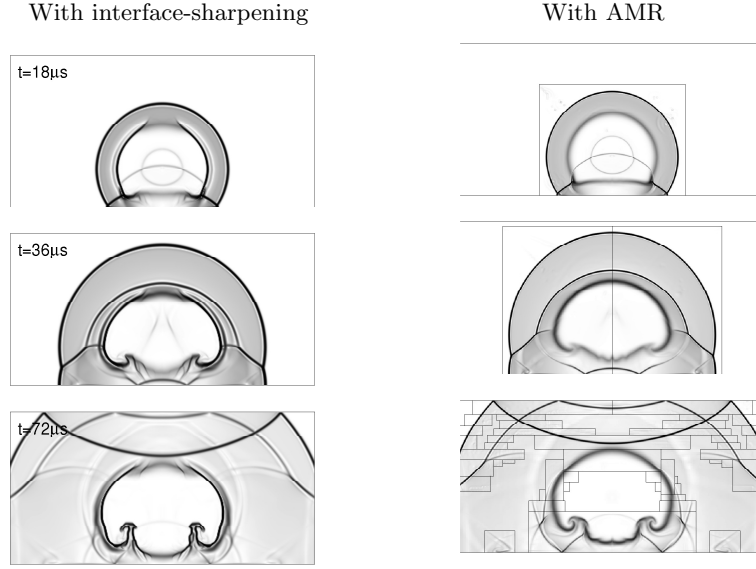 With interface-sharpening
With AMR
t=18μs
t=36μs
t=72μs